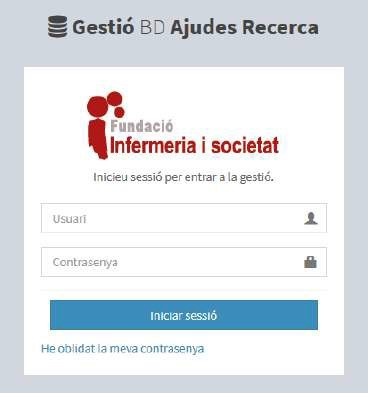 Gestió BD Ajudes Recerca
Fundació
Infermeria i societat
Inicieu sessió per entrar a la gestió.
Usuari
Contrasenya
Iniciar sessió
He oblidat la meva contrasenya